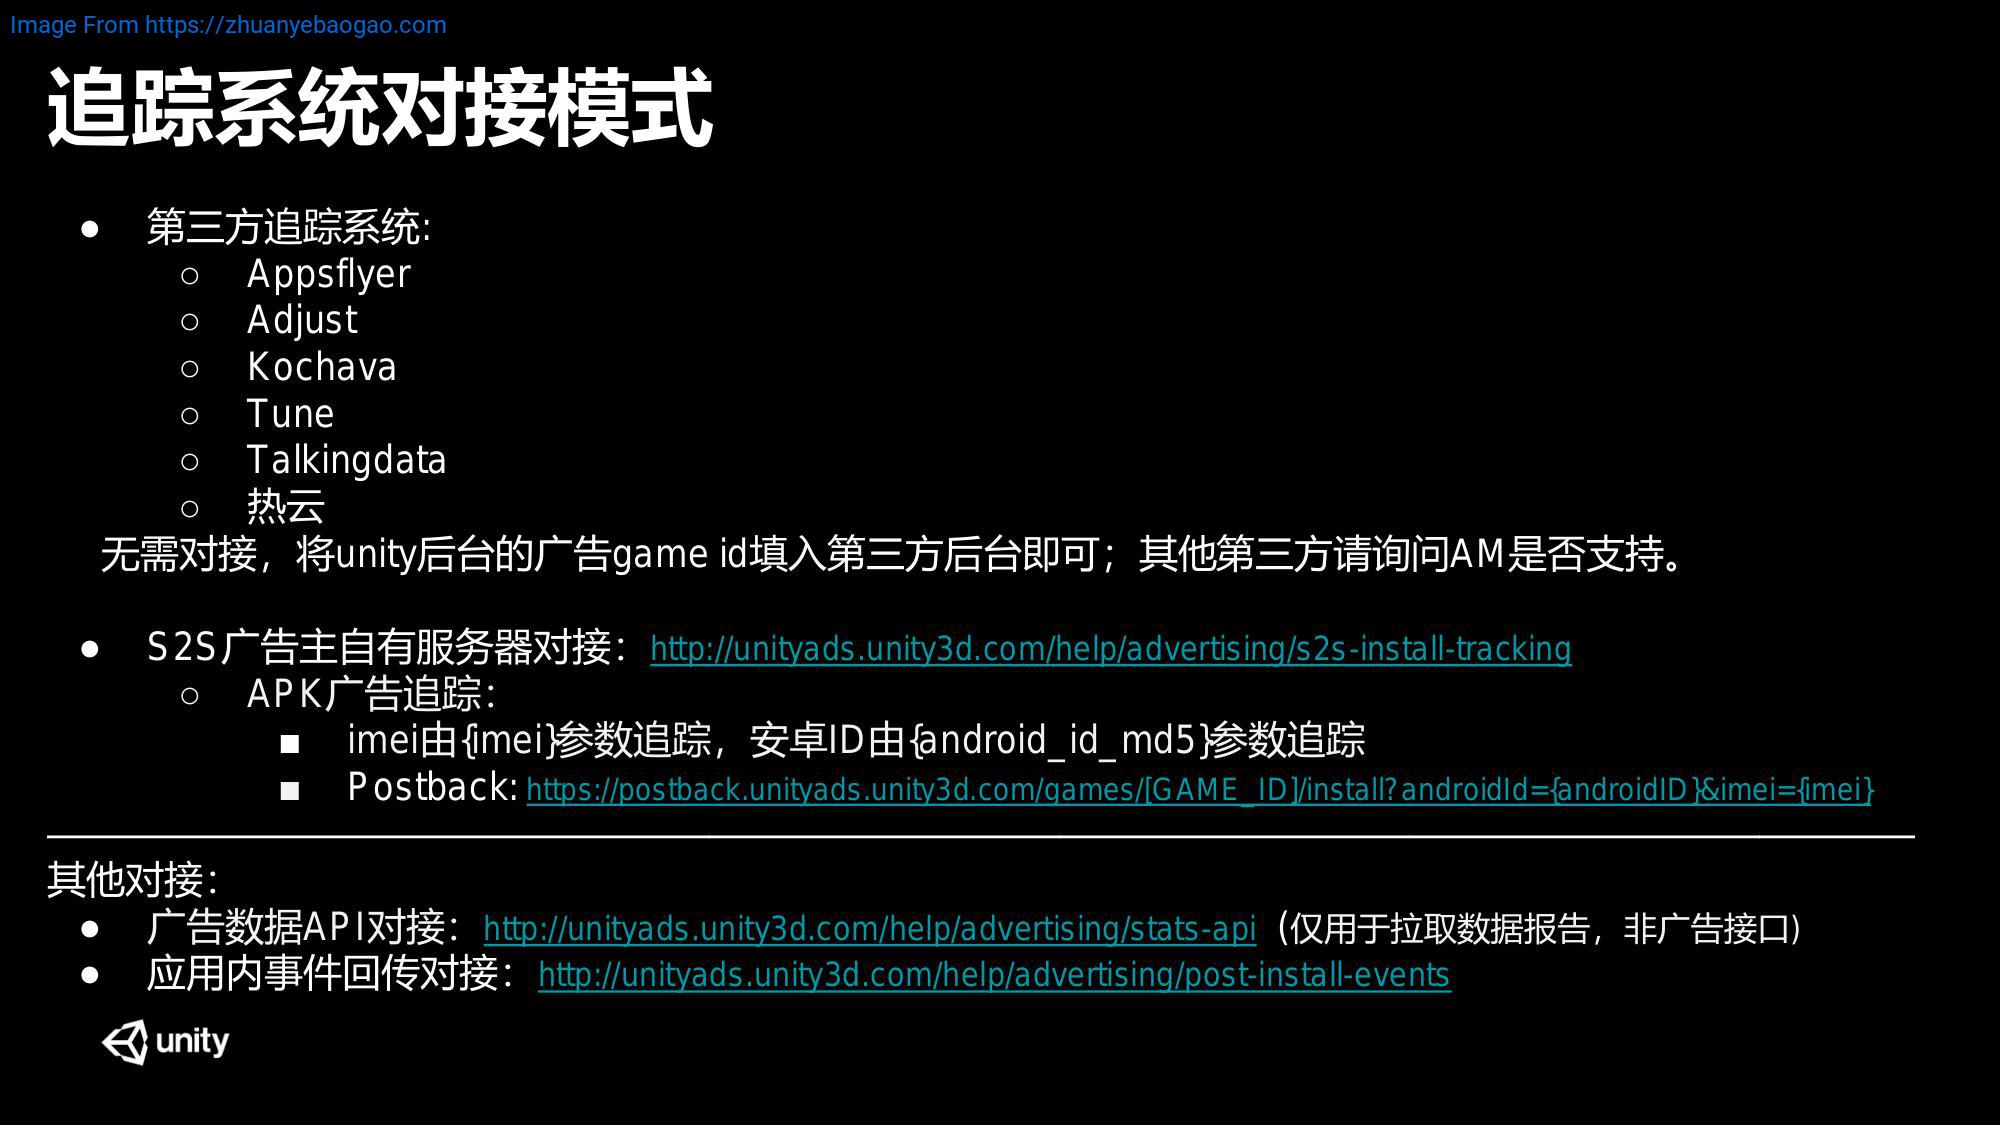 Image From https://zhuanyebaogao.com
追踪系统对接模式
● 第三方追踪系统:
○ Appsflyer
○ Adjust
○ Kochava
○ Tune
○ Talkingdata
○ 热云
无需对接，将unity后台的广告game id填入第三方后台即可；其他第三方请询问AM是否支持。
● S2S广告主自有服务器对接：http://unityads.unity3d.com/help/advertising/s2s-install-tracking
○ APK广告追踪：
■ imei由{imei}参数追踪，安卓ID由{android_id_md5}参数追踪
■ Postback: https://postback.unityads.unity3d.com/games/[GAME_ID]/install?androidId={androidID}&imei={imei}
其他对接：
● 广告数据API对接：http://unityads.unity3d.com/help/advertising/stats-api (仅用于拉取数据报告，非广告接口)
● 应用内事件回传对接：http://unityads.unity3d.com/help/advertising/post-install-events
unity